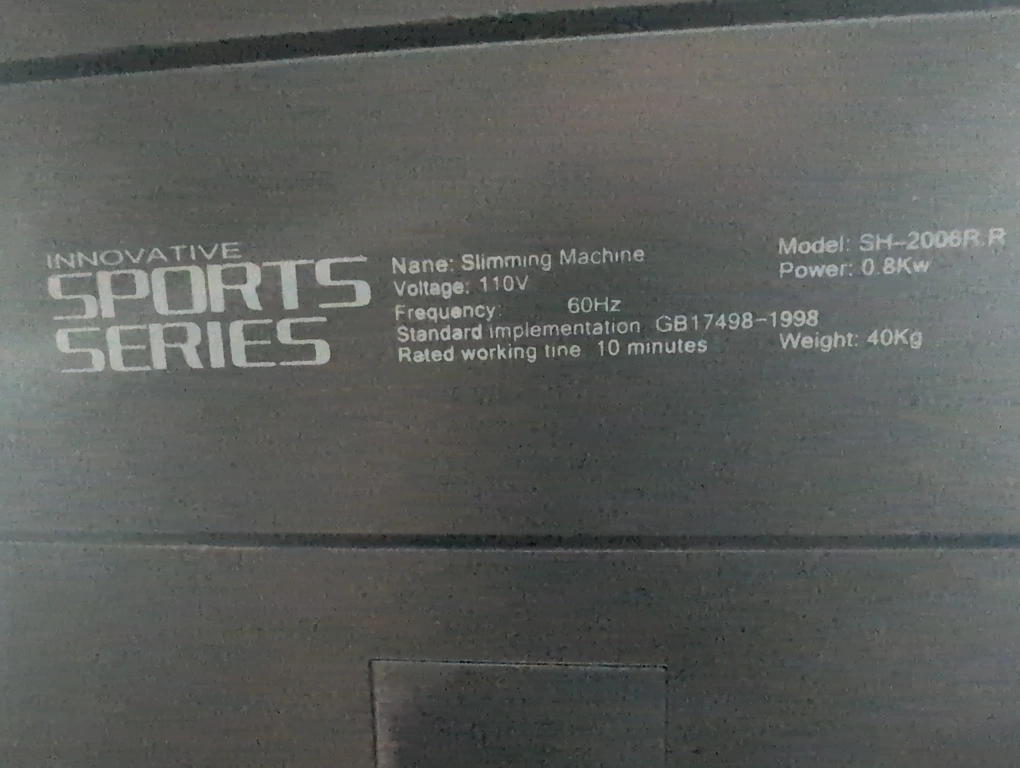 INNOVATIVE
SPORTS
SERIES
Nane: Slimming Machine
Voltage: 110V
Frequency: 60Hz
Standard implementation GB17498-1998
Rated working tine 10 minutes
Model: SH-2006R.R
Power: 0.8Kw
Weight: 40Kg